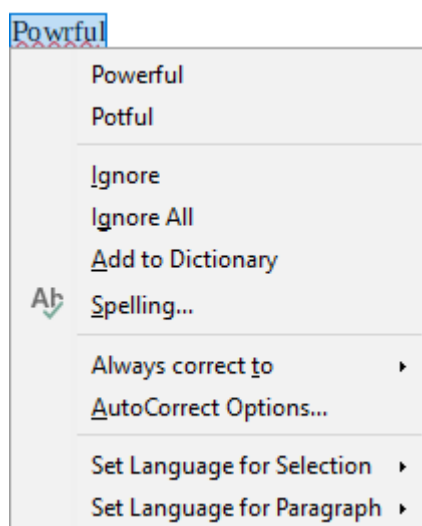 Powrful
Powerful
Potful
Ignore
Ignore All
Add to Dictionary
Ab
Spelling...
Always correct to
AutoCorrect Options...
Set Language for Selection
Set Language for Paragraph